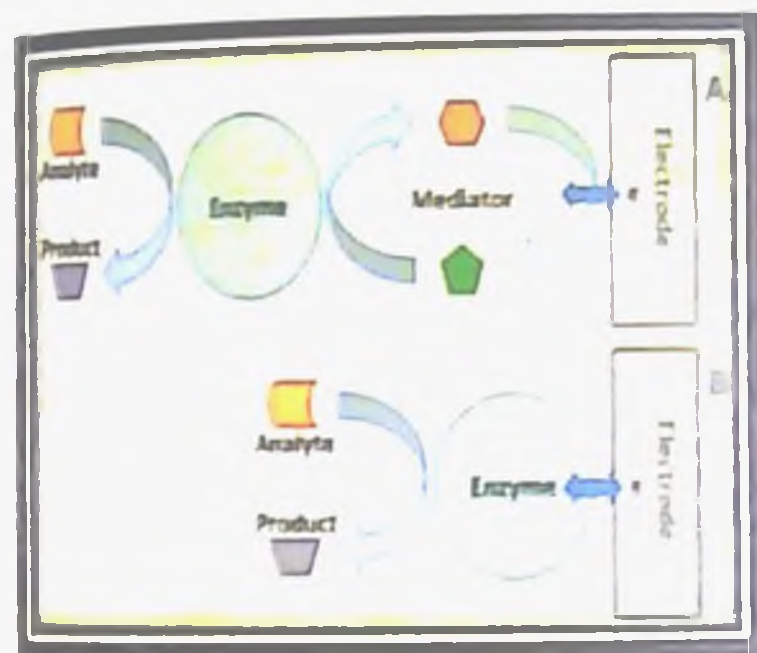 A
Analyte
Enzyme
Mediator
e
Electrode
Product
B
Analyte
Enzyme
e
Electrode
Product